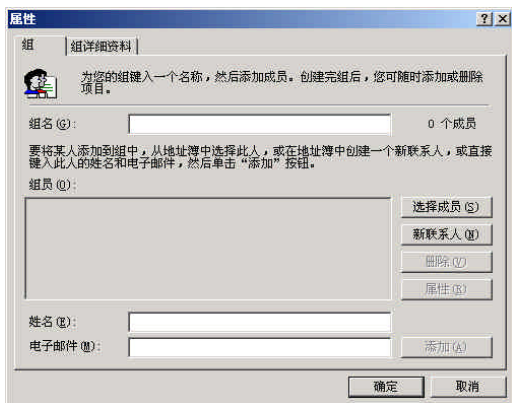 属性
组
组详细资料
为您的组键入一个名称，然后添加成员。创建完组后，您可随时添加或删除
项目。
组名(G):
0 个成员
要将某人添加到组中，从地址簿中选择此人，或在地址簿中创建一个新联系人，或直接
键入此人的姓名和电子邮件，然后单击“添加”按钮。
组员(O):
选择成员(S)
新联系人(N)
删除(V)
属性(R)
姓名(E):
电子邮件(M):
添加(A)
确定
取消